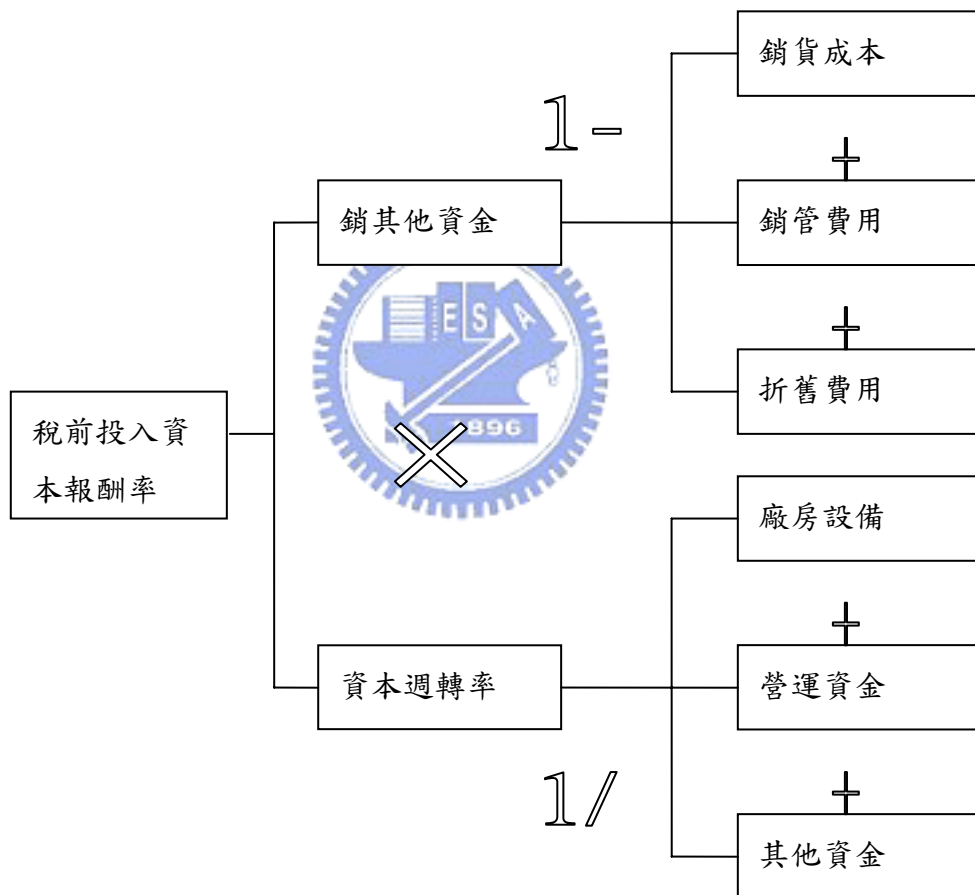 銷貨成本
1-
+
銷其他資金
銷管費用
+
E S A
折舊費用
稅前投入資
本報酬率
1896
×
廠房設備
+
資本週轉率
營運資金
1/
+
其他資金